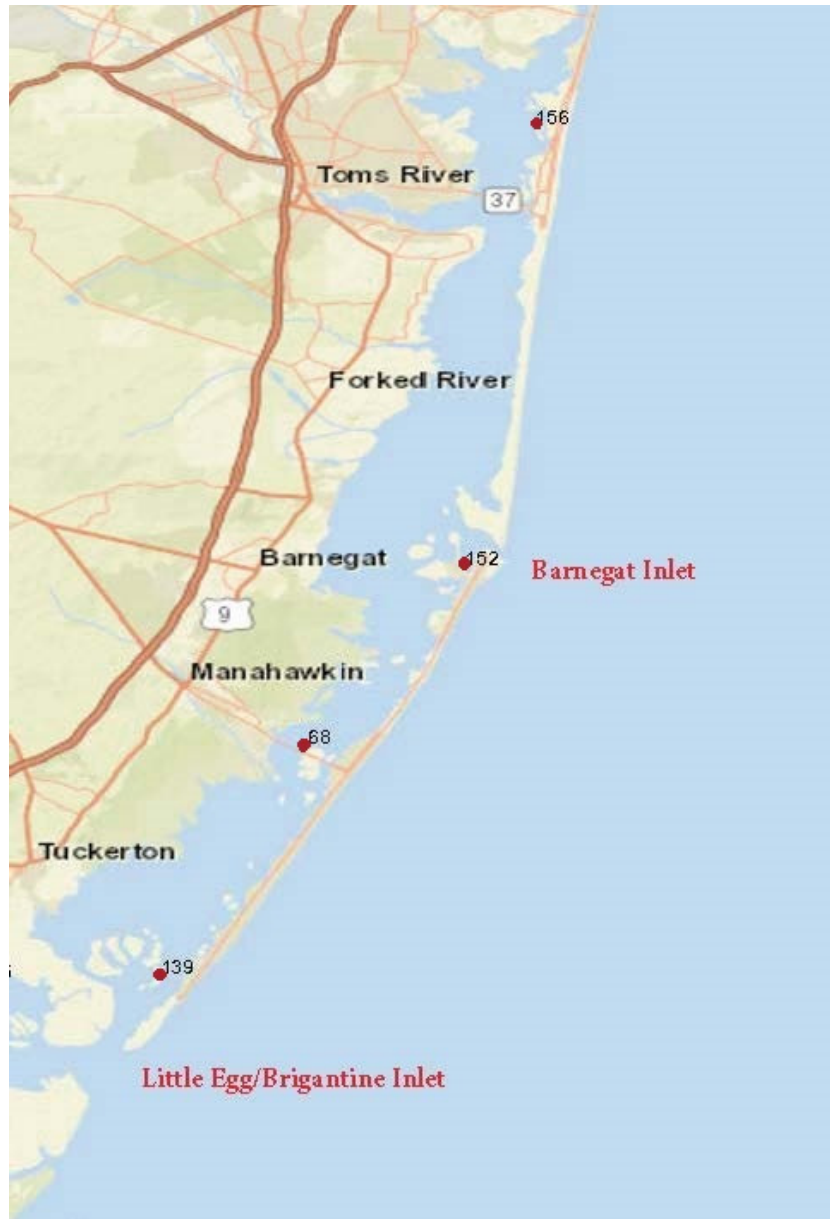 156
Toms River
37
Forked River
152
Barnegat
Barnegat Inlet
9
Manahawkin
68
Tuckerton
139
Little Egg/Brigantine Inlet